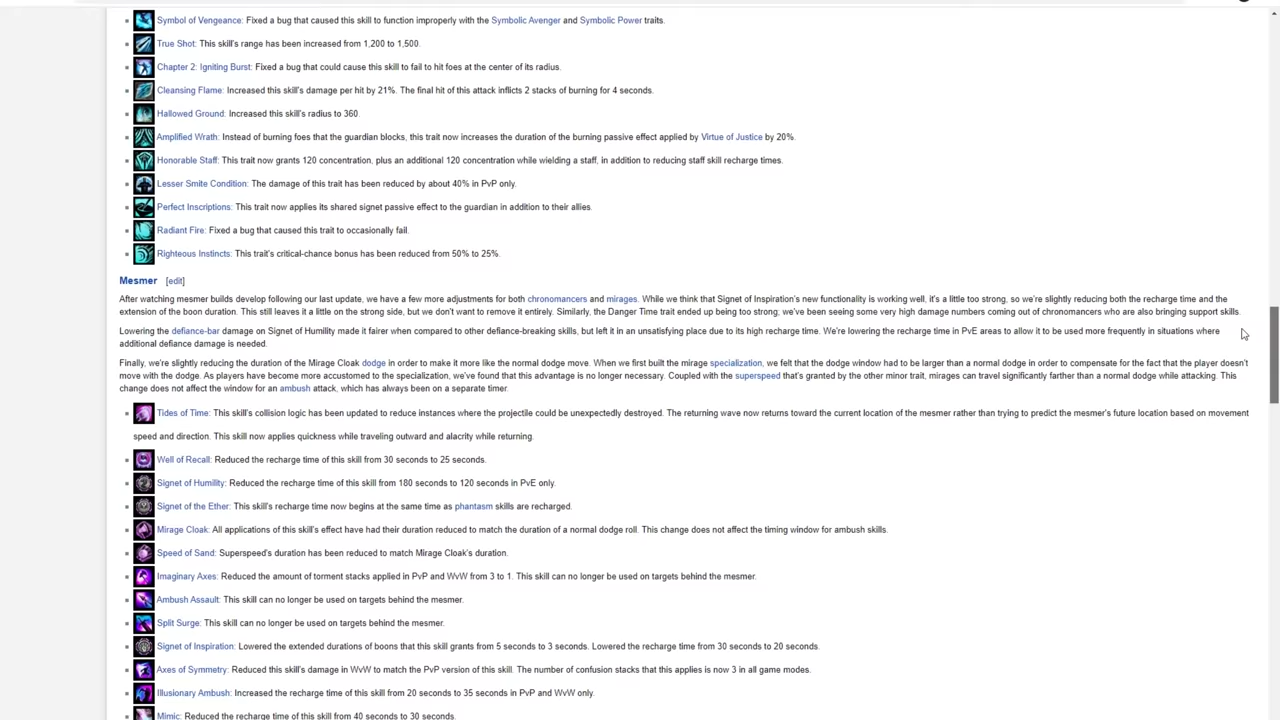 Symbol of Vengeance: Fixed a bug that caused this skill to function improperly with the Symbolic Avenger and Symbolic Power traits.
True Shot: This skill's range has been increased from 1,200 to 1,500.
Chapter 2: Igniting Burst: Fixed a bug that could cause this skill to fail to hit foes at the center of its radius.
Cleansing Flame: Increased this skill's damage per hit by 21%. The final hit of this attack inflicts 2 stacks of burning for 4 seconds.
Hallowed Ground: Increased this skill's radius to 360.
Amplified Wrath: Instead of burning foes that the guardian blocks, this trait now increases the duration of the burning passive effect applied by Virtue of Justice by 20%.
Honorable Staff: This trait now grants 120 concentration, plus an additional 120 concentration while wielding a staff, in addition to reducing staff skill recharge times.
Lesser Smite Condition: The damage of this trait has been reduced by about 40% in PvP only.
Perfect Inscriptions: This trait now applies its shared signet passive effect to the guardian in addition to their allies.
Radiant Fire: Fixed a bug that caused this trait to occasionally fail.
Righteous Instincts: This trait's critical-chance bonus has been reduced from 50% to 25%.
Mesmer [edit]
After watching mesmer builds develop following our last update, we have a few more adjustments for both chronomancers and mirages. While we think that Signet of Inspiration's new functionality is working well, it's a little too strong, so we're slightly reducing both the recharge time and the
extension of the boon duration. This still leaves it a little on the strong side, but we don't want to remove it entirely. Similarly, the Danger Time trait ended up being too strong; we've been seeing some very high damage numbers coming out of chronomancers who are also bringing support skills.
Lowering the defiance-bar damage on Signet of Humility made it fairer when compared to other defiance-breaking skills, but left it in an unsatisfying place due to its high recharge time. We're lowering the recharge time in PvE areas to allow it to be used more frequently in situations where
additional defiance damage is needed.
Finally, we're slightly reducing the duration of the Mirage Cloak dodge in order to make it more like the normal dodge move. When we first built the mirage specialization, we felt that the dodge window had to be larger than a normal dodge in order to compensate for the fact that the player doesn't
move with the dodge. As players have become more accustomed to the specialization, we've found that this advantage is no longer necessary. Coupled with the superspeed that's granted by the other minor trait, mirages can travel significantly farther than a normal dodge while attacking. This
change does not affect the window for an ambush attack, which has always been on a separate timer.
Tides of Time: This skill's collision logic has been updated to reduce instances where the projectile could be unexpectedly destroyed. The returning wave now returns toward the current location of the mesmer rather than trying to predict the mesmer's future location based on movement
speed and direction. This skill now applies quickness while traveling outward and alacrity while returning.
Well of Recall: Reduced the recharge time of this skill from 30 seconds to 25 seconds.
Signet of Humility: Reduced the recharge time of this skill from 180 seconds to 120 seconds in PvE only.
Signet of the Ether: This skill's recharge time now begins at the same time as phantasm skills are recharged.
Mirage Cloak: All applications of this skill's effect have had their duration reduced to match the duration of a normal dodge roll. This change does not affect the timing window for ambush skills.
Speed of Sand: Superspeed's duration has been reduced to match Mirage Cloak's duration.
Imaginary Axes: Reduced the amount of torment stacks applied in PvP and WvW from 3 to 1. This skill can no longer be used on targets behind the mesmer.
Ambush Assault: This skill can no longer be used on targets behind the mesmer.
Split Surge: This skill can no longer be used on targets behind the mesmer.
Signet of Inspiration: Lowered the extended durations of boons that this skill grants from 5 seconds to 3 seconds. Lowered the recharge time from 30 seconds to 20 seconds.
Axes of Symmetry: Reduced this skill's damage in WvW to match the PvP version of this skill. The number of confusion stacks that this applies is now 3 in all game modes.
Illusionary Ambush: Increased the recharge time of this skill from 20 seconds to 35 seconds in PvP and WvW only.
Mimic: Reduced the recharge time of this skill from 40 seconds to 30 seconds.